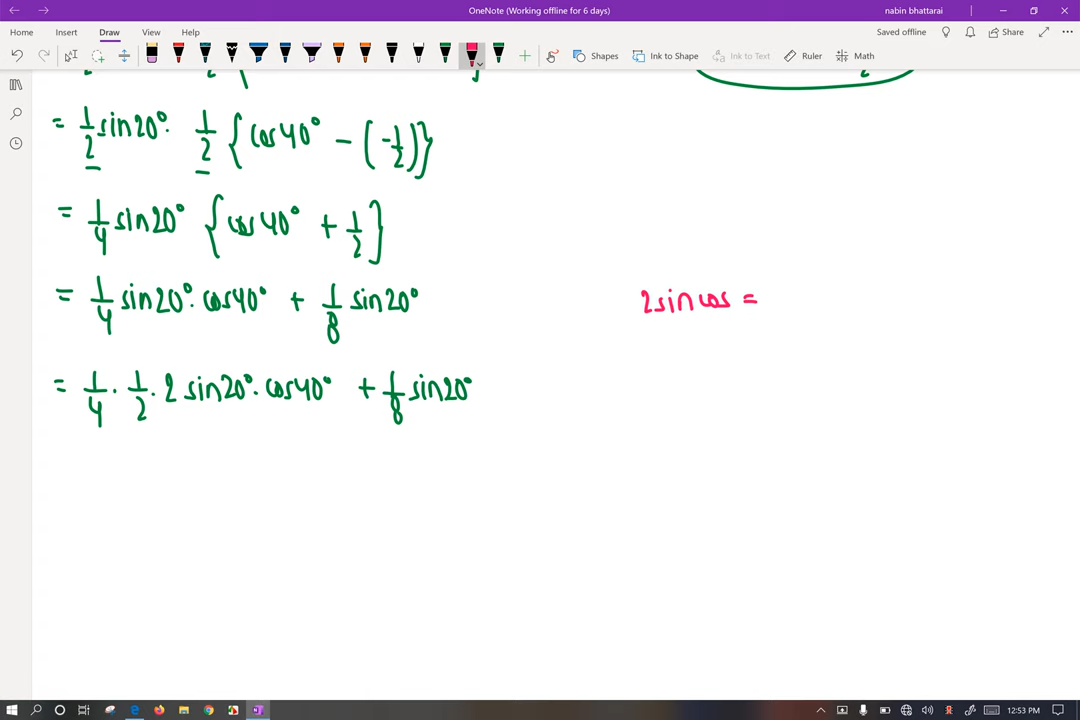 OneNote (Working offline for 6 days)
nabin bhattarai
Home Insert Draw View Help
Saved offline
Share
Shapes
Ink to Shape
Ink to Text
Ruler
Math
= 1/2 sin20°. 1/2 {cos40° - (-1/2)}
= 1/4 sin20° {cos40° + 1/2}
= 1/4 sin20°. cos40° + 1/8 sin20°
2sin cos =
= 1/4 . 1/2 . 2 sin20°. cos40° + 1/8 sin20°
12:53 PM